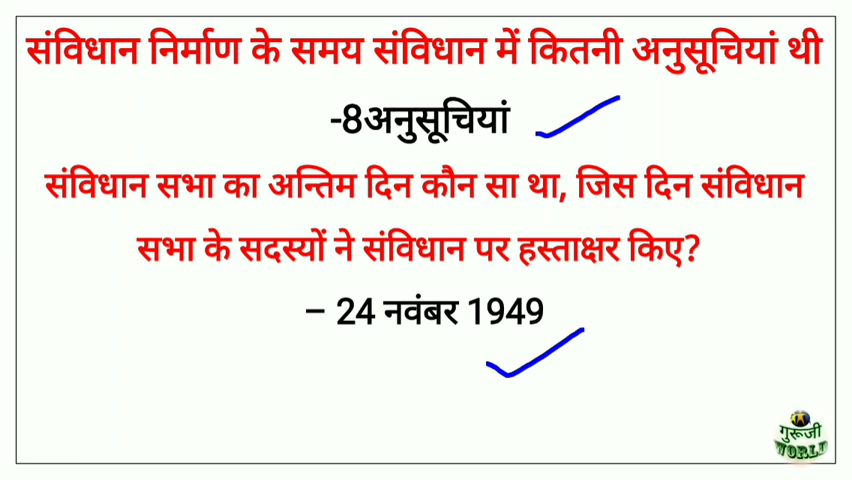 संविधान निर्माण के समय संविधान में कितनी अनुसूचियां थी
-8अनुसूचियां
संविधान सभा का अन्तिम दिन कौन सा था, जिस दिन संविधान
सभा के सदस्यों ने संविधान पर हस्ताक्षर किए?
– 24 नवंबर 1949
गुरूजी
WORLD